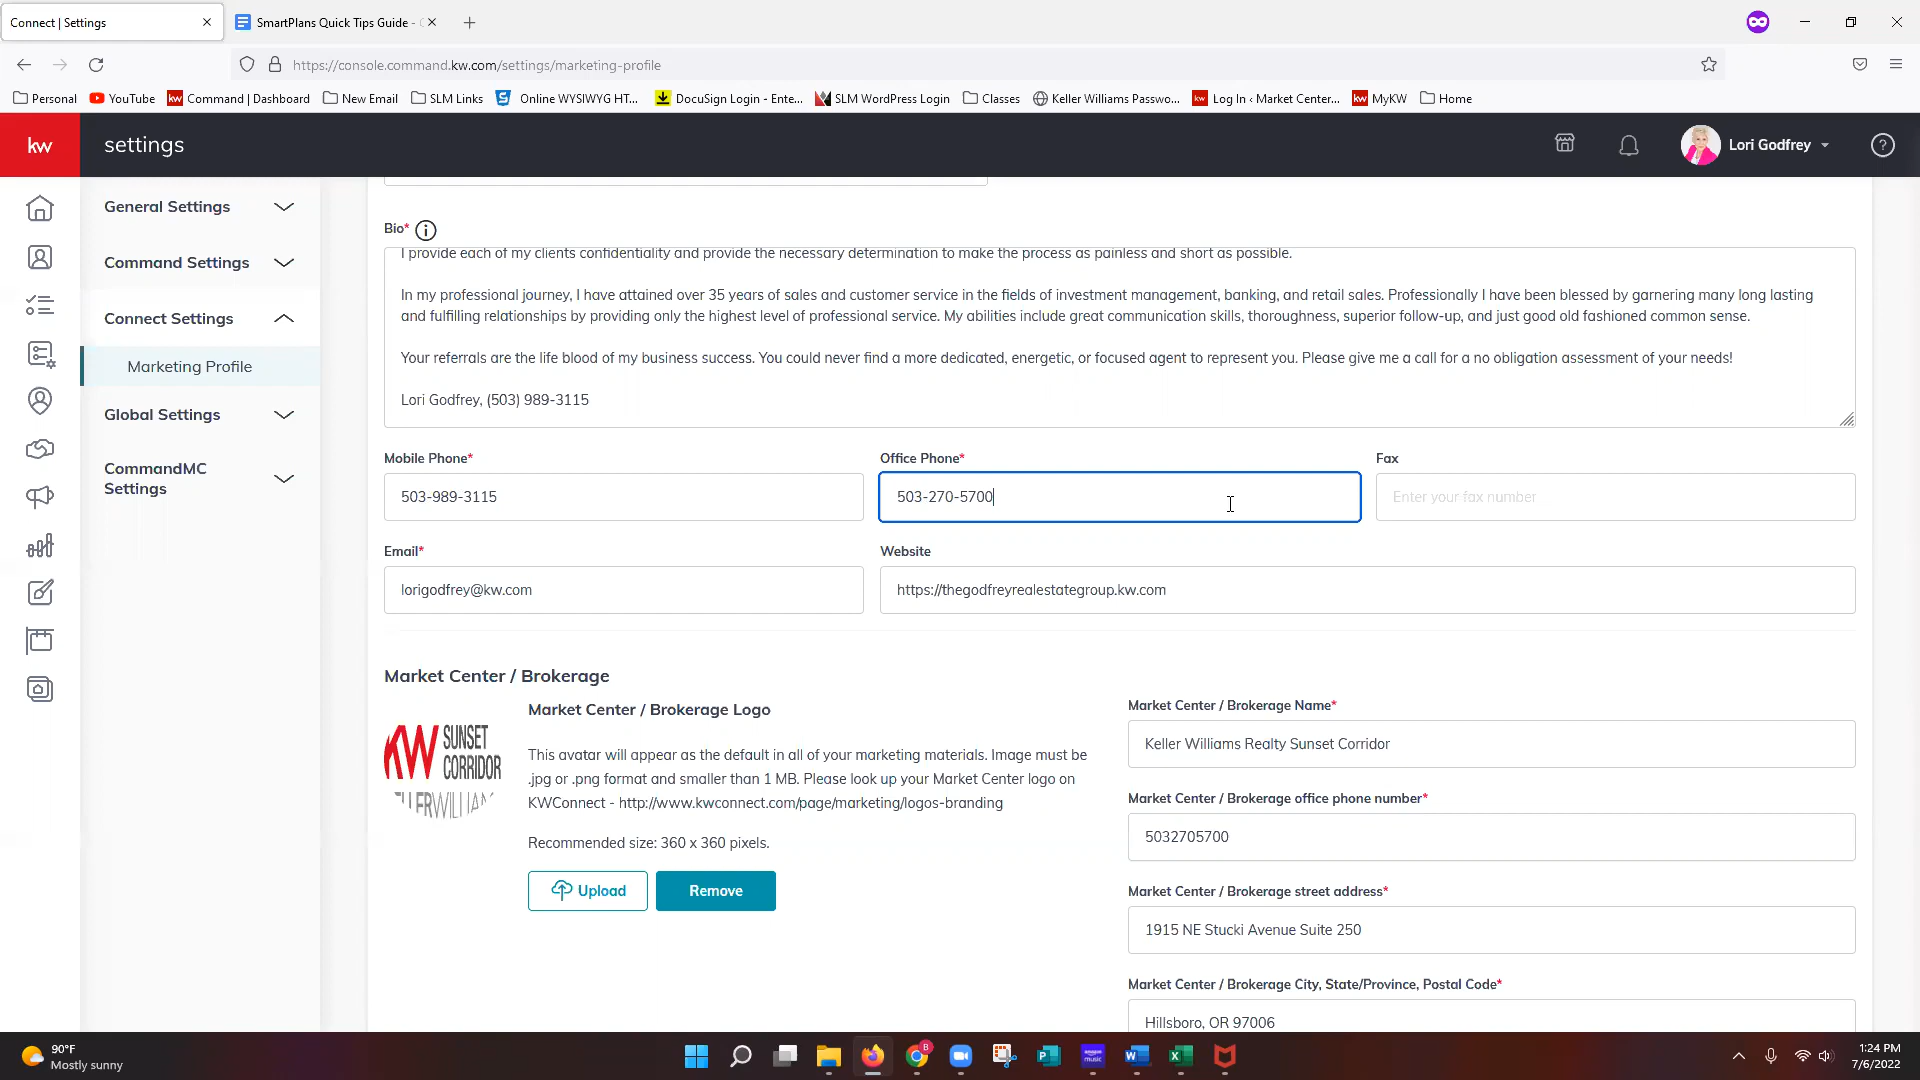 Connect | Settings
SmartPlans Quick Tips Guide -
https://console.command.kw.com/settings/marketing-profile
Personal YouTube Command | Dashboard New Email SLM Links Online WYSIWYG HT... DocuSign Login - Ente... SLM WordPress Login Classes Keller Williams Passwo... Log In ‹ Market Center... MyKW Home
kw settings Lori Godfrey
General Settings
Command Settings
Connect Settings
Marketing Profile
Global Settings
CommandMC
Settings
Bio*
I provide each of my clients confidentiality and provide the necessary determination to make the process as painless and short as possible.
In my professional journey, I have attained over 35 years of sales and customer service in the fields of investment management, banking, and retail sales. Professionally I have been blessed by garnering many long lasting
and fulfilling relationships by providing only the highest level of professional service. My abilities include great communication skills, thoroughness, superior follow-up, and just good old fashioned common sense.
Your referrals are the life blood of my business success. You could never find a more dedicated, energetic, or focused agent to represent you. Please give me a call for a no obligation assessment of your needs!
Lori Godfrey, (503) 989-3115
Mobile Phone* Office Phone* Fax
503-989-3115 503-270-5700 Enter your fax number
Email* Website
lorigodfrey@kw.com https://thegodfreyrealestategroup.kw.com
Market Center / Brokerage
KW SUNSET
CORRIDOR
Market Center / Brokerage Logo
This avatar will appear as the default in all of your marketing materials. Image must be
.jpg or .png format and smaller than 1 MB. Please look up your Market Center logo on
KWConnect - http://www.kwconnect.com/page/marketing/logos-branding
Recommended size: 360 x 360 pixels.
Upload Remove
Market Center / Brokerage Name*
Keller Williams Realty Sunset Corridor
Market Center / Brokerage office phone number*
5032705700
Market Center / Brokerage street address*
1915 NE Stucki Avenue Suite 250
Market Center / Brokerage City, State/Province, Postal Code*
Hillsboro, OR 97006
90°F
Mostly sunny
1:24 PM
7/6/2022